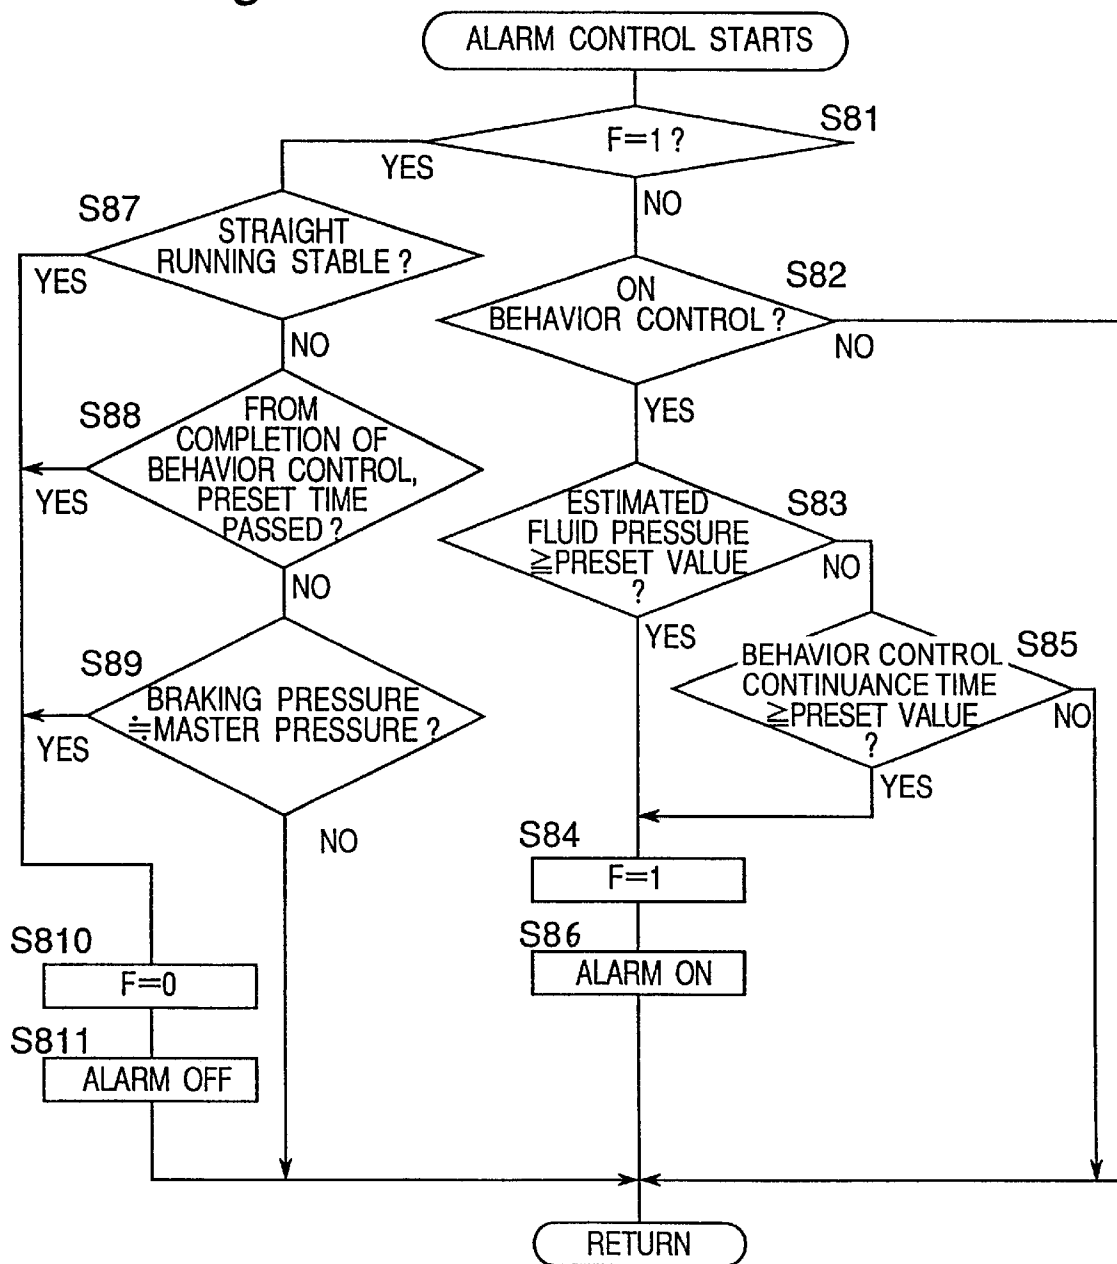 ALARM CONTROL STARTS
S81
F=1?
YES
NO
S87
STRAIGHT
RUNNING STABLE?
YES
NO
S82
ON
BEHAVIOR CONTROL?
NO
YES
S88
FROM
COMPLETION OF
BEHAVIOR CONTROL,
PRESET TIME
PASSED?
YES
NO
S83
ESTIMATED
FLUID PRESSURE
≧PRESET VALUE
?
NO
YES
S89
BRAKING PRESSURE
≒MASTER PRESSURE?
YES
NO
S85
BEHAVIOR CONTROL
CONTINUANCE TIME
≧PRESET VALUE
?
NO
YES
S84
F=1
S86
ALARM ON
S810
F=0
S811
ALARM OFF
RETURN